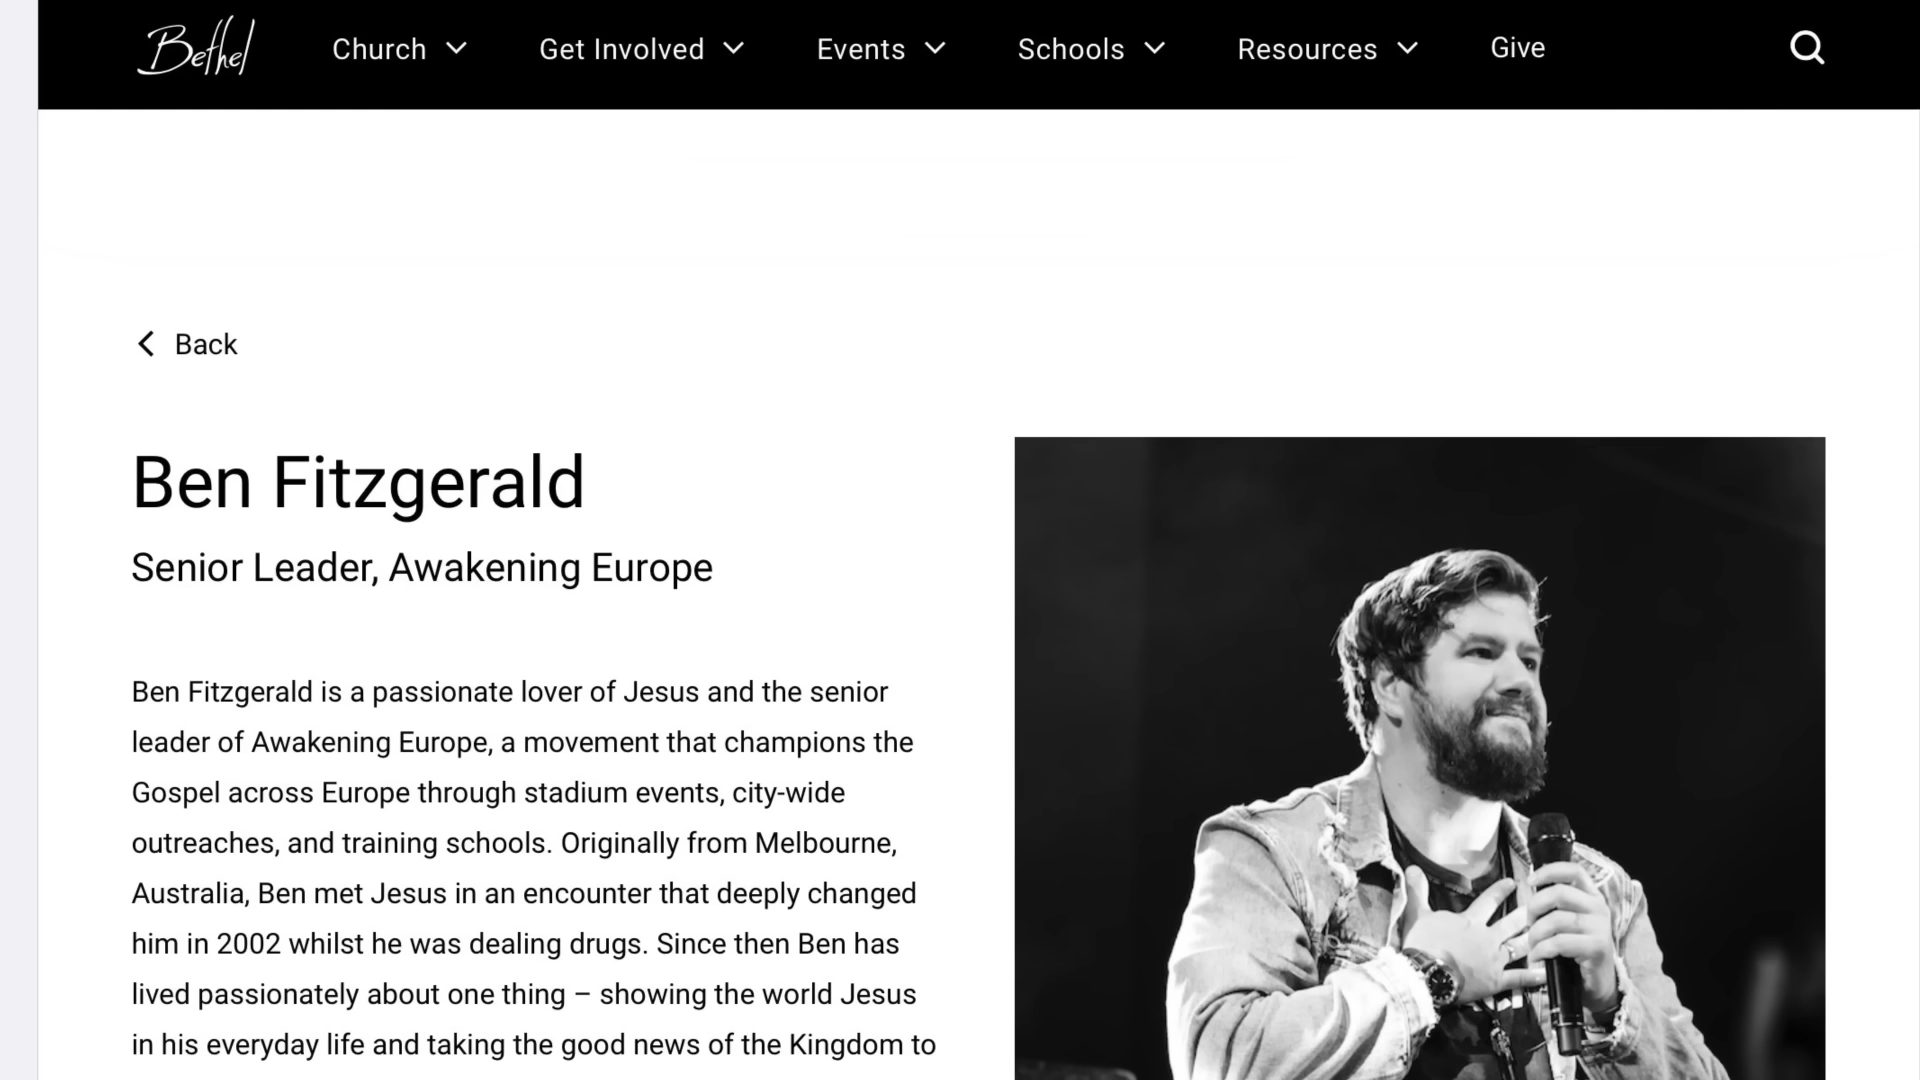 Bethel Church Get Involved Events Schools Resources Give
Back
Ben Fitzgerald
Senior Leader, Awakening Europe
Ben Fitzgerald is a passionate lover of Jesus and the senior
leader of Awakening Europe, a movement that champions the
Gospel across Europe through stadium events, city-wide
outreaches, and training schools. Originally from Melbourne,
Australia, Ben met Jesus in an encounter that deeply changed
him in 2002 whilst he was dealing drugs. Since then Ben has
lived passionately about one thing – showing the world Jesus
in his everyday life and taking the good news of the Kingdom to